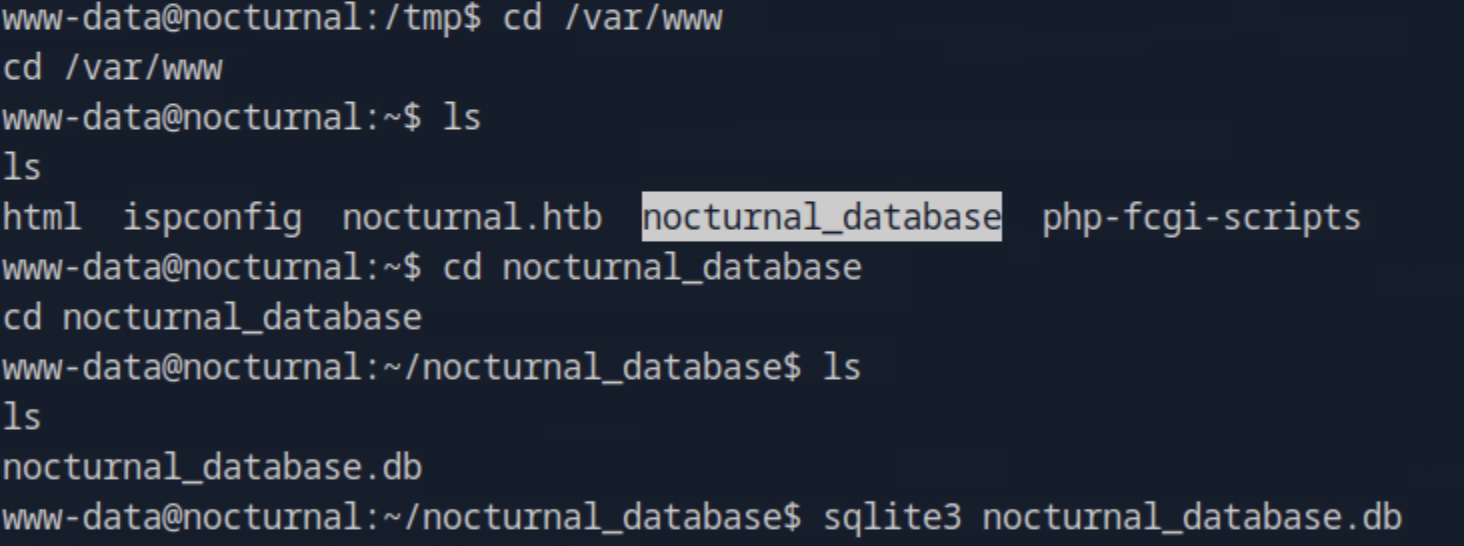 www-data@nocturnal:/tmp$ cd /var/www
cd /var/www
www-data@nocturnal:~$ ls
ls
html  ispconfig  nocturnal.htb  nocturnal_database  php-fcgi-scripts
www-data@nocturnal:~$ cd nocturnal_database
cd nocturnal_database
www-data@nocturnal:~/nocturnal_database$ ls
ls
nocturnal_database.db
www-data@nocturnal:~/nocturnal_database$ sqlite3 nocturnal_database.db